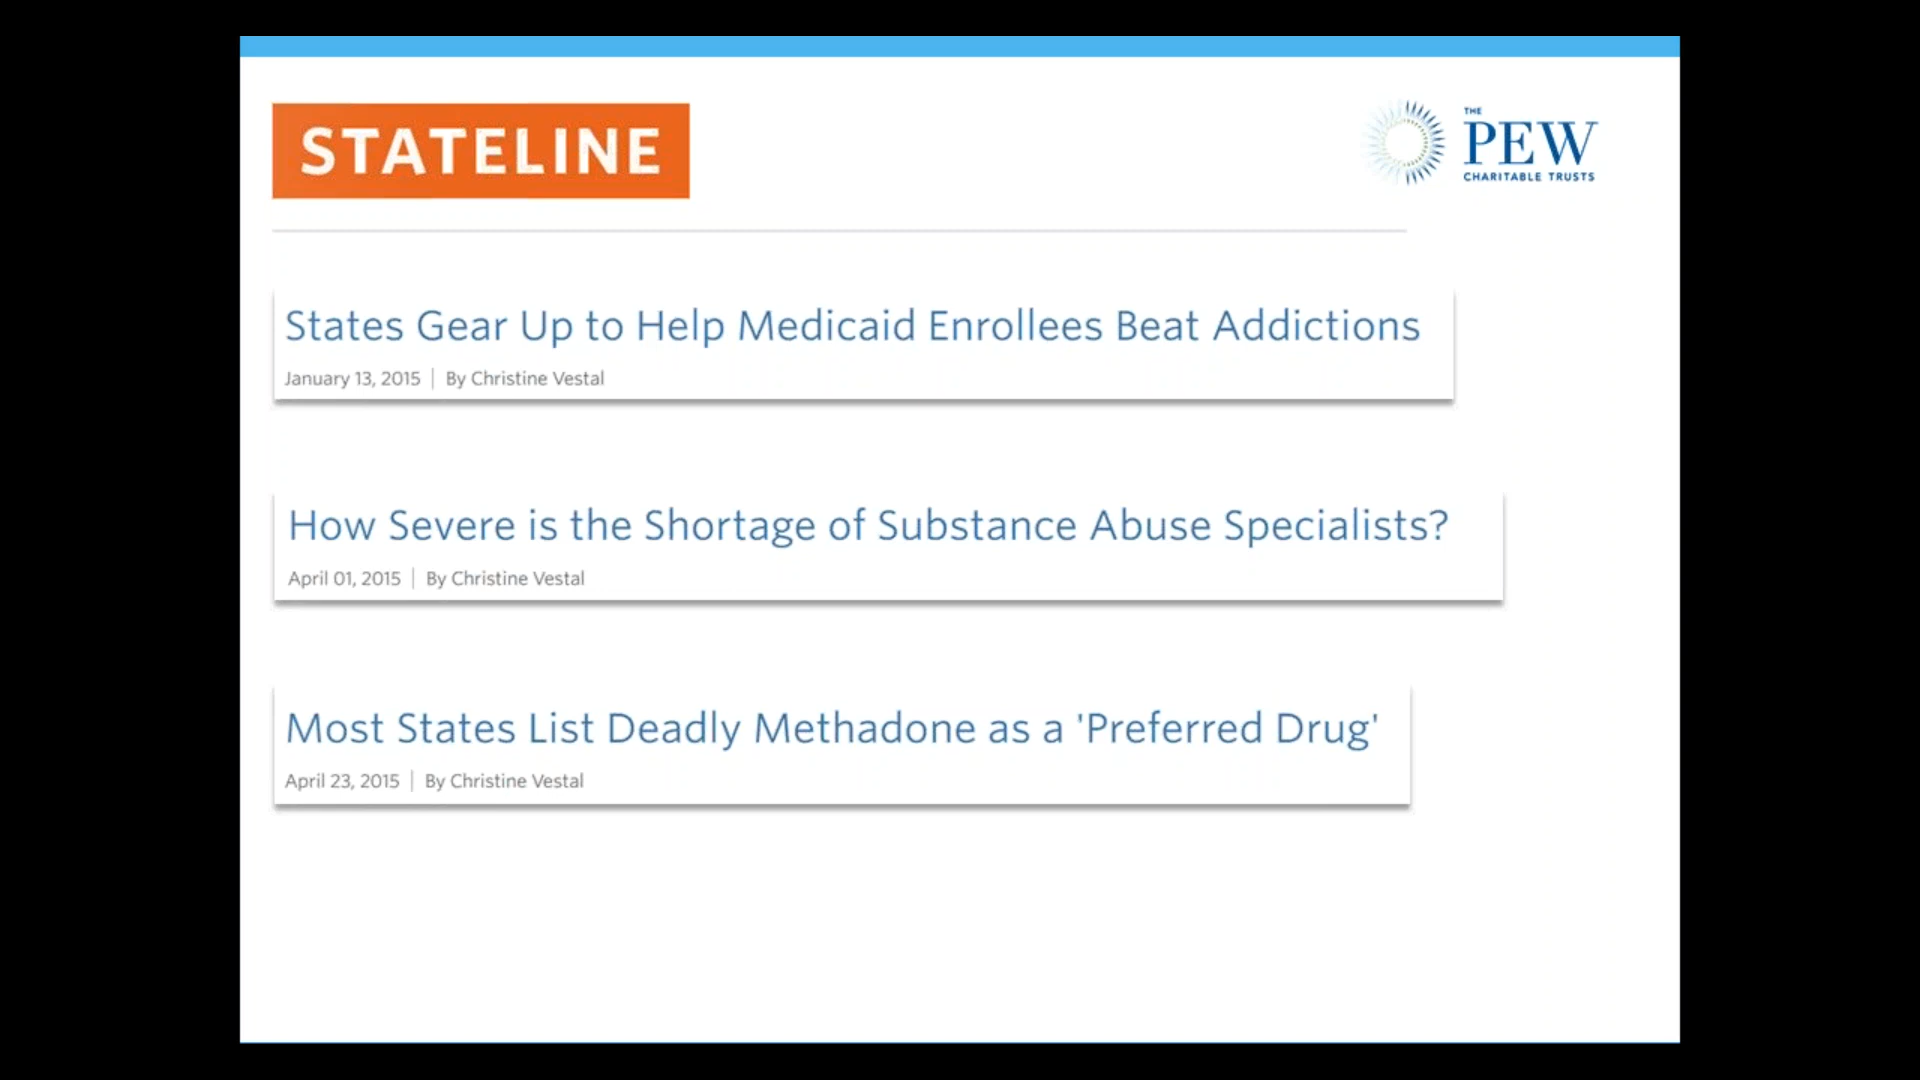 STATELINE
THE
PEW
CHARITABLE TRUSTS
States Gear Up to Help Medicaid Enrollees Beat Addictions
January 13, 2015 | By Christine Vestal
How Severe is the Shortage of Substance Abuse Specialists?
April 01, 2015 | By Christine Vestal
Most States List Deadly Methadone as a 'Preferred Drug'
April 23, 2015 | By Christine Vestal